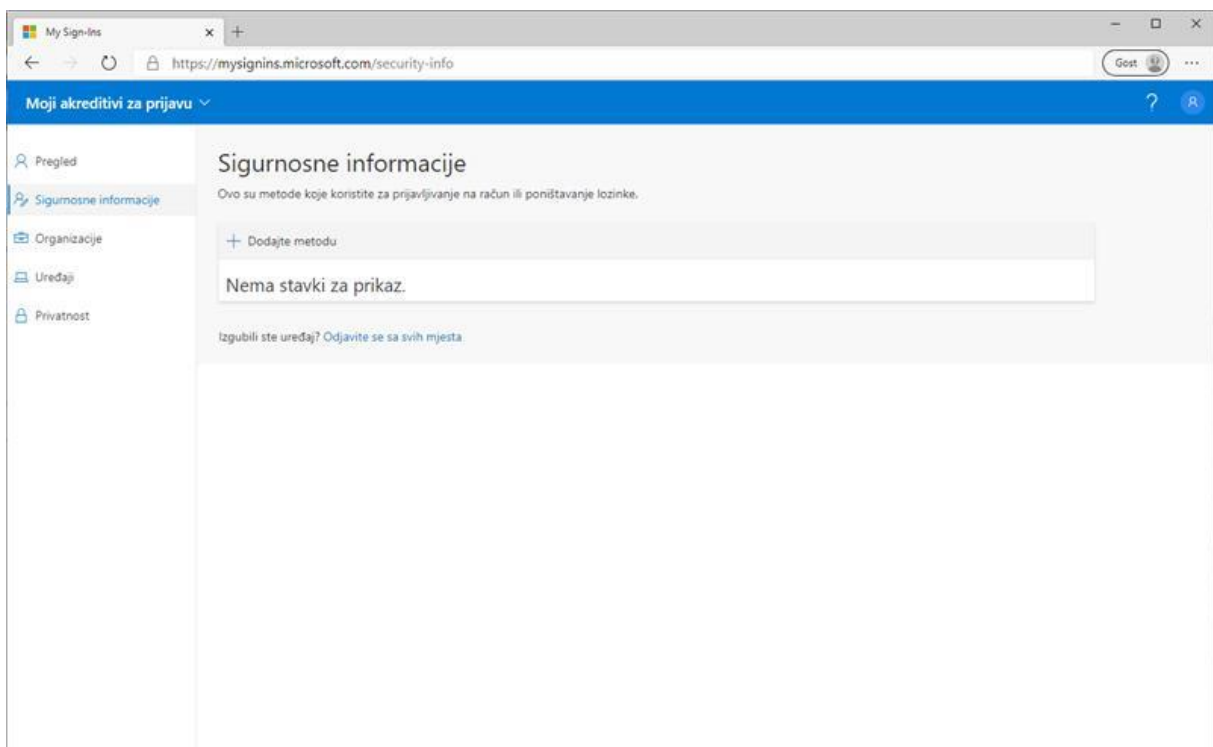 My Sign-Ins
https://mysignins.microsoft.com/security-info
Gost
Moji akreditivi za prijavu
?
Pregled
Sigurnosne informacije
Organizacije
Uređaji
Privatnost
Sigurnosne informacije
Ovo su metode koje koristite za prijavljivanje na račun ili poništavanje lozinke.
+ Dodajte metodu
Nema stavki za prikaz.
Izgubili ste uređaj? Odjavite se sa svih mjesta